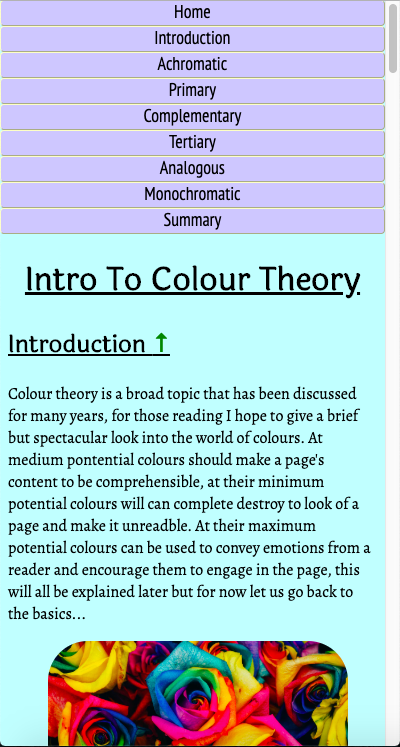 Home
Introduction
Achromatic
Primary
Complementary
Tertiary
Analogous
Monochromatic
Summary
Intro To Colour Theory
Introduction ↑
Colour theory is a broad topic that has been discussed
for many years, for those reading I hope to give a brief
but spectacular look into the world of colours. At
medium pontential colours should make a page's
content to be comprehensible, at their minimum
potential colours will can complete destroy to look of a
page and make it unreadble. At their maximum
potential colours can be used to convey emotions from a
reader and encourage them to engage in the page, this
will all be explained later but for now let us go back to
the basics...